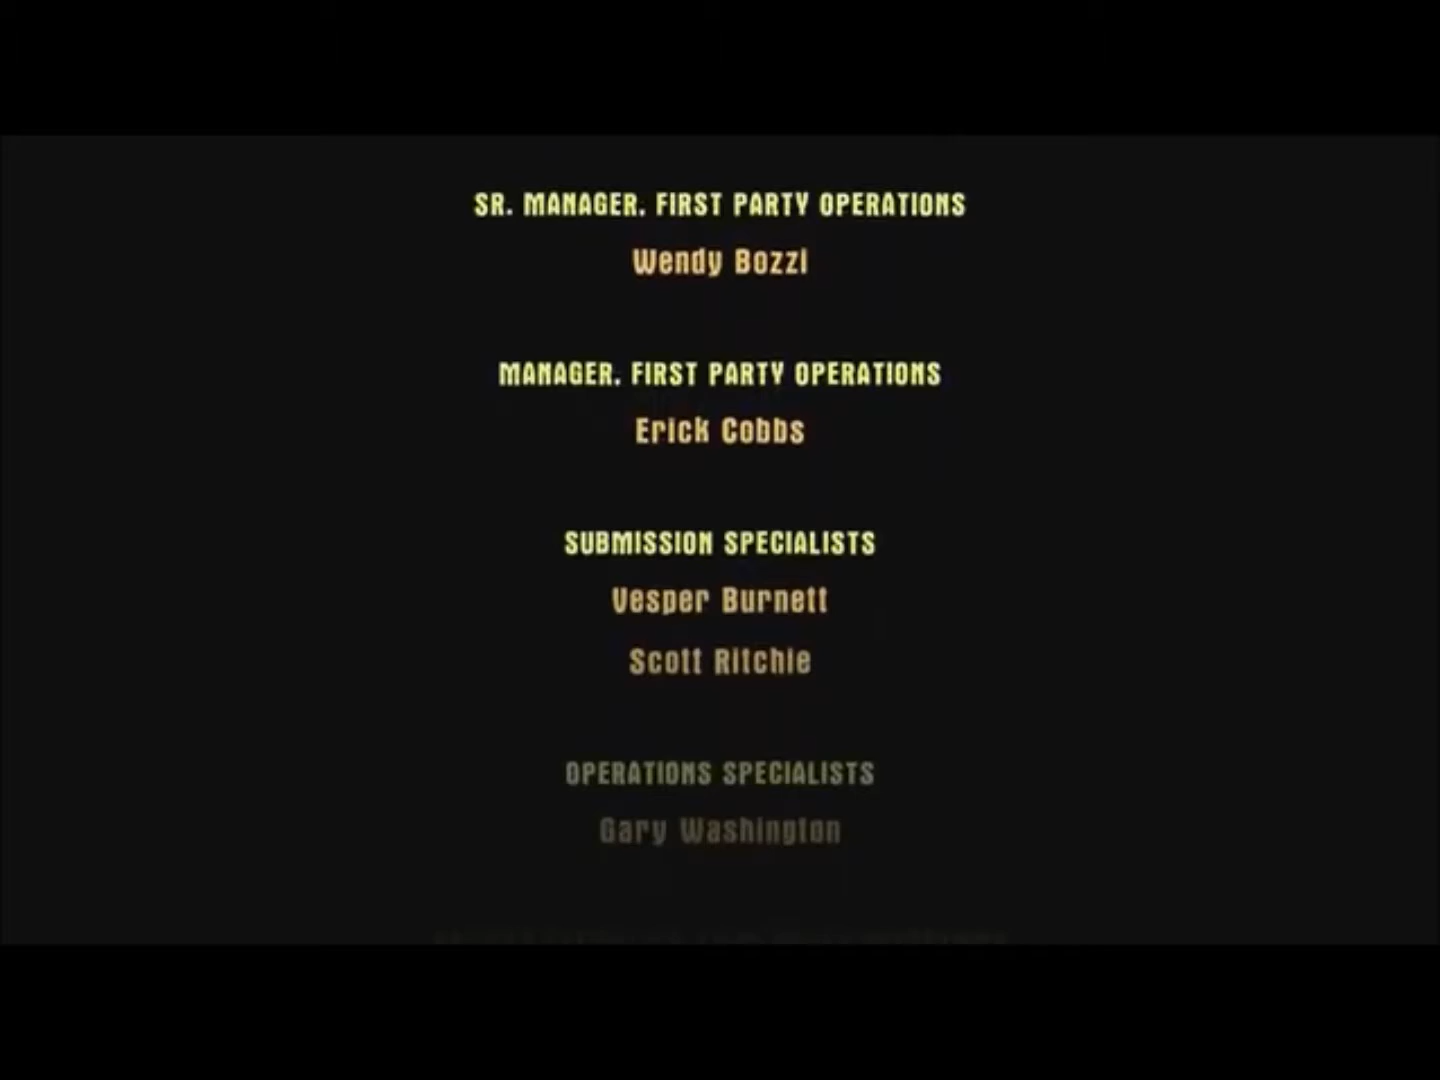 SR. MANAGER, FIRST PARTY OPERATIONS
Wendy Bozzi
MANAGER, FIRST PARTY OPERATIONS
Erick Cobbs
SUBMISSION SPECIALISTS
Vesper Burnett
Scott Ritchie
OPERATIONS SPECIALISTS
Gary Washington